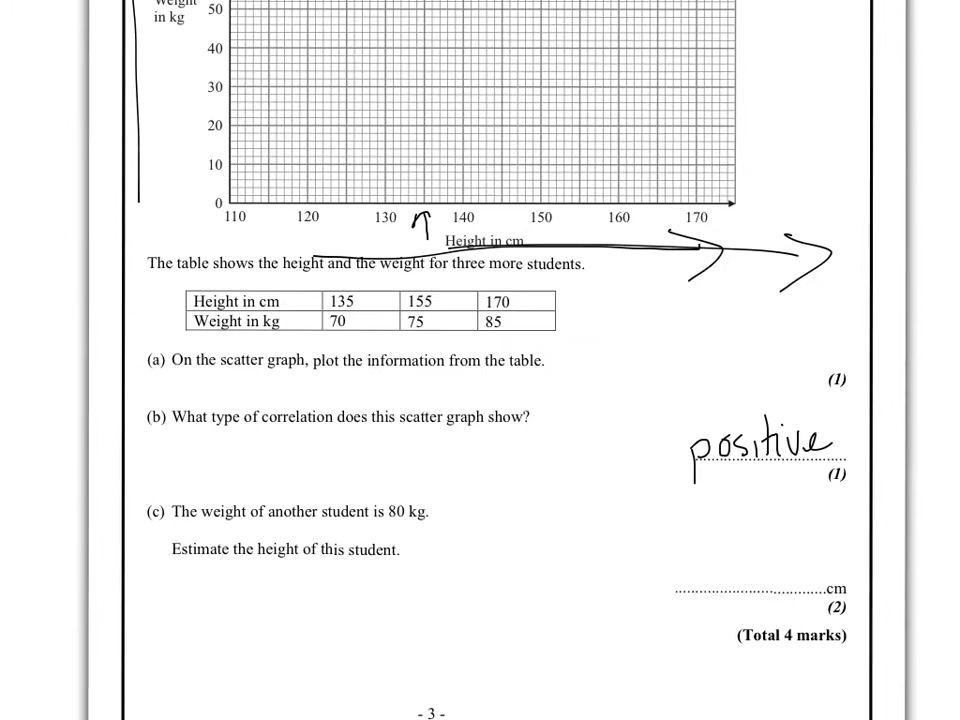 Weight 50
in kg
40
30
20
10
0
110 120 130 140 150 160 170
Height in cm
The table shows the height and the weight for three more students.
Height in cm 135 155 170
Weight in kg 70 75 85
(a) On the scatter graph, plot the information from the table.
(1)
(b) What type of correlation does this scatter graph show?
positive
(1)
(c) The weight of another student is 80 kg.
Estimate the height of this student.
............................................cm
(2)
(Total 4 marks)
- 3 -